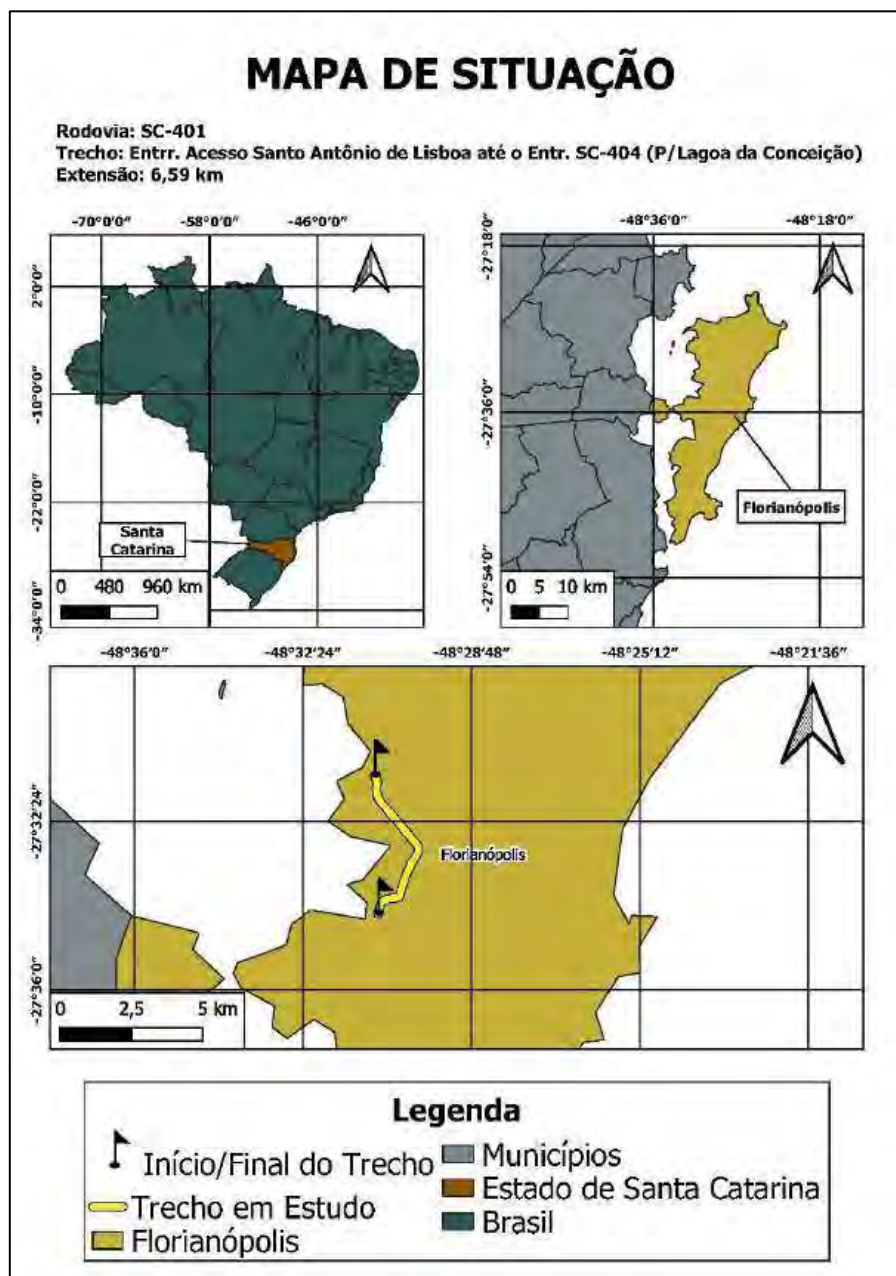 MAPA DE SITUAÇÃO
Rodovia: SC-401
Trecho: Entrr. Acesso Santo Antônio de Lisboa até o Entr. SC-404 (P/Lagoa da Conceição)
Extensão: 6,59 km
-70°0′0″ -58°0′0″ -46°0′0″
2°0′0″
-10°0′0″
-22°0′0″
-34°0′0″
Santa
Catarina
0 480 960 km
-48°36′0″ -48°18′0″
-27°18′0″
-27°36′0″
-27°54′0″
Florianópolis
0 5 10 km
-48°36′0″ -48°32′24″ -48°28′48″ -48°25′12″ -48°21′36″
-27°32′24″
-27°36′0″
Florianópolis
0 2,5 5 km
Legenda
Início/Final do Trecho
Trecho em Estudo
Florianópolis
Municípios
Estado de Santa Catarina
Brasil